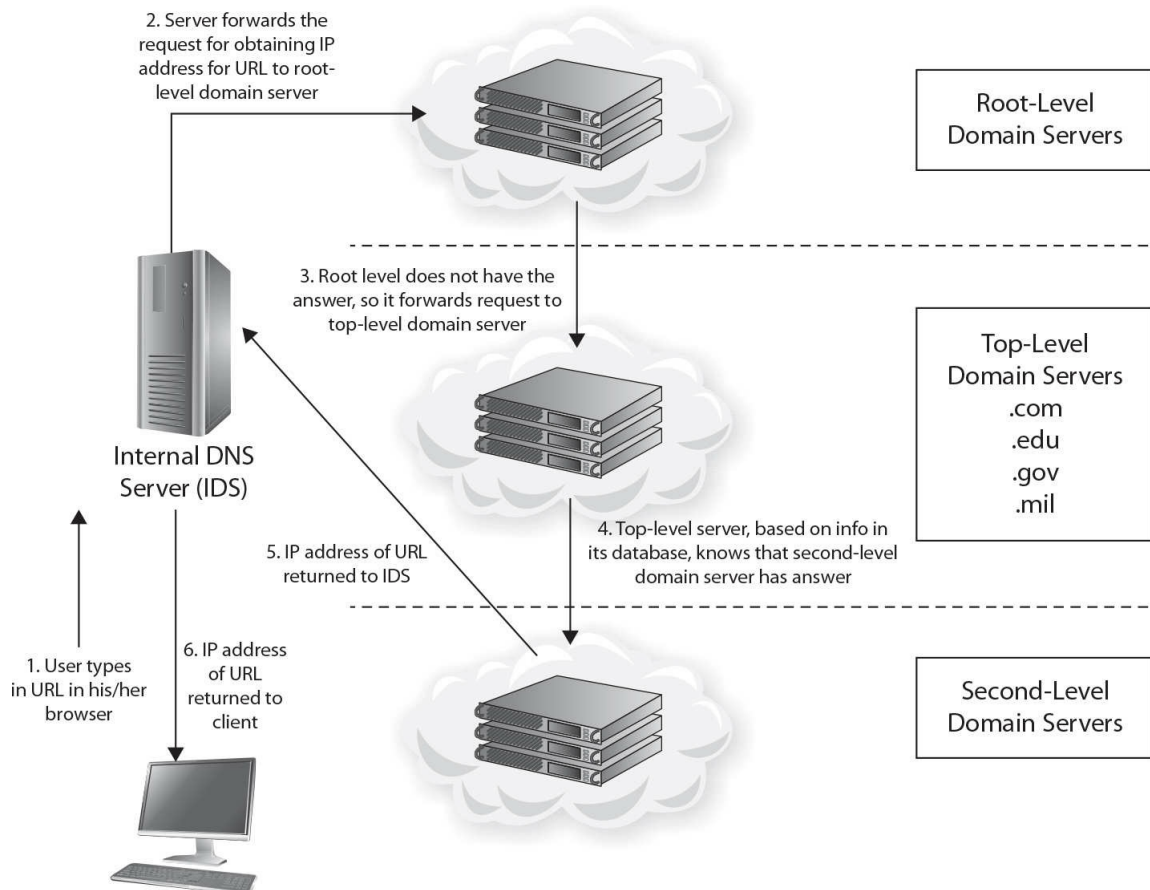 2. Server forwards the
request for obtaining IP
address for URL to root-
level domain server
Root-Level
Domain Servers
3. Root level does not have the
answer, so it forwards request to
top-level domain server
Top-Level
Domain Servers
.com
.edu
.gov
.mil
Internal DNS
Server (IDS)
4. Top-level server, based on info in
its database, knows that second-level
domain server has answer
5. IP address of URL
returned to IDS
1. User types
in URL in his/her
browser
6. IP address
of URL
returned to
client
Second-Level
Domain Servers